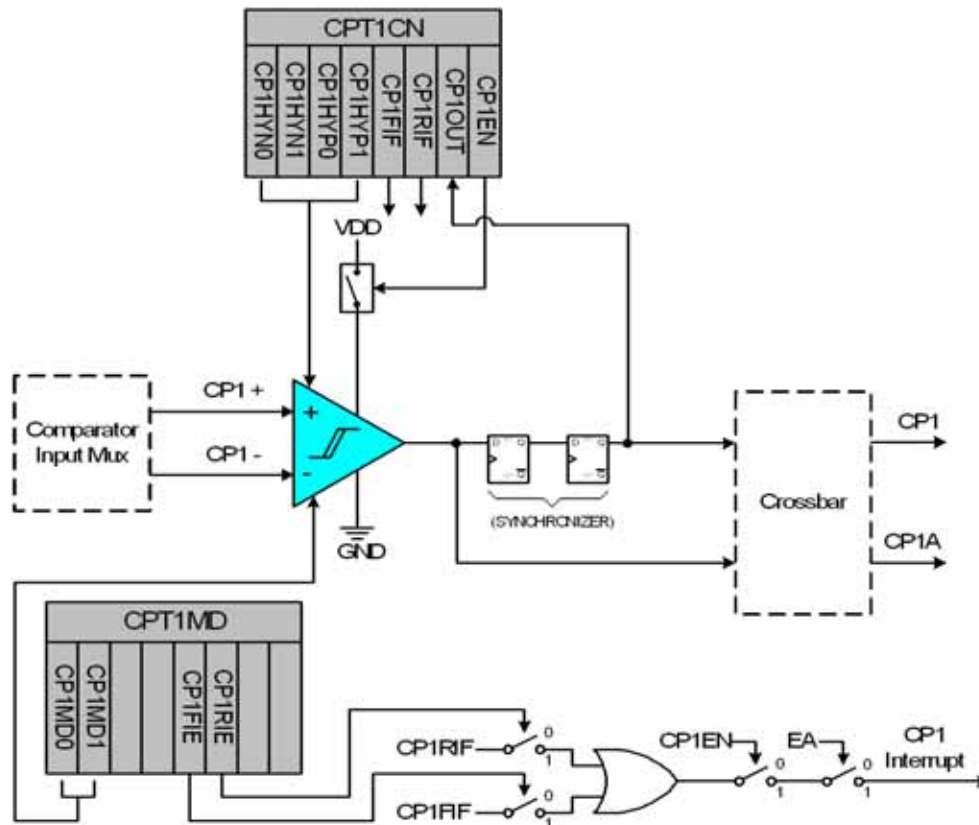 CPT1CN
CP1HYN0
CP1HYN1
CP1HYP0
CP1HYP1
CP1FIF
CP1RIF
CP1OUT
CP1EN
VDD
Comparator
Input Mux
CP1 +
CP1 -
+
-
GND
D Q
Q
D Q
Q
(SYNCHRONIZER)
Crossbar
CP1
CP1A
CPT1MD
CP1MD0
CP1MD1
CP1FIE
CP1RIE
CP1RIF
0
1
CP1FIF
0
1
CP1EN
0
1
EA
0
1
CP1
Interrupt